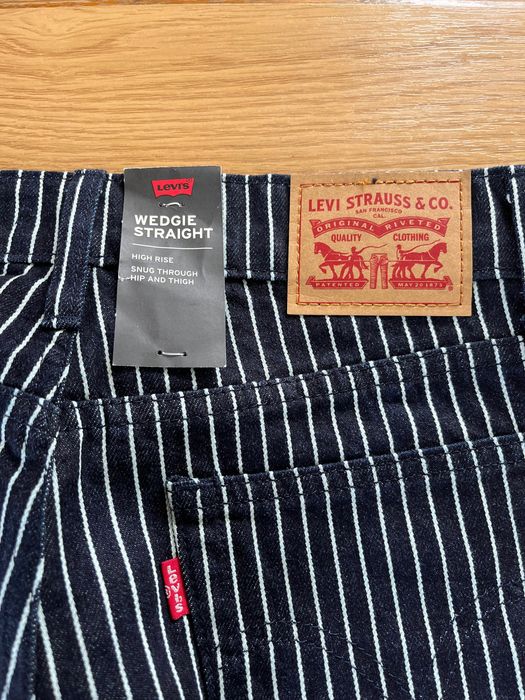 Levi's
WEDGIE
STRAIGHT
HIGH RISE
SNUG THROUGH
HIP AND THIGH
LEVI STRAUSS & CO.
SAN FRANCISCO
CAL.
ORIGINAL RIVETED
QUALITY CLOTHING
PATENTED MAY 20 1873
Levi's